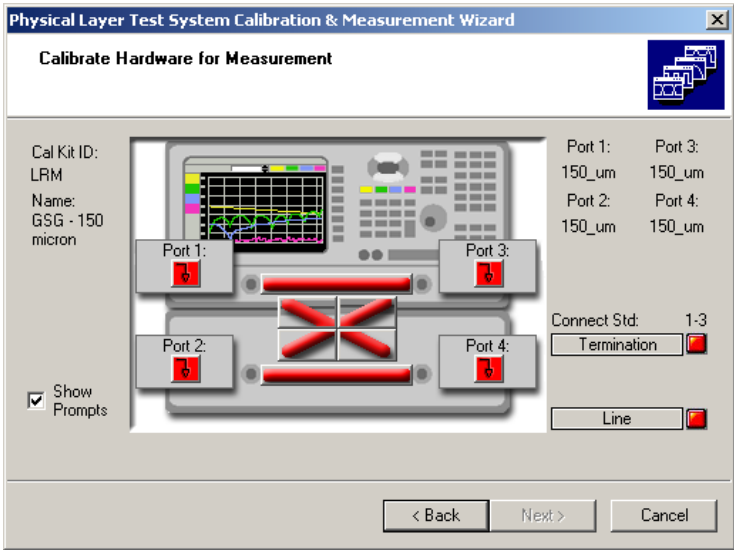 Physical Layer Test System Calibration & Measurement Wizard
Calibrate Hardware for Measurement
Cal Kit ID:
LRM
Name:
GSG - 150
micron
Port 1:
Port 3:
Port 2:
Port 4:
Port 1: Port 3:
150_um 150_um
Port 2: Port 4:
150_um 150_um
Connect Std: 1-3
Termination
Line
Show
Prompts
< Back
Next >
Cancel